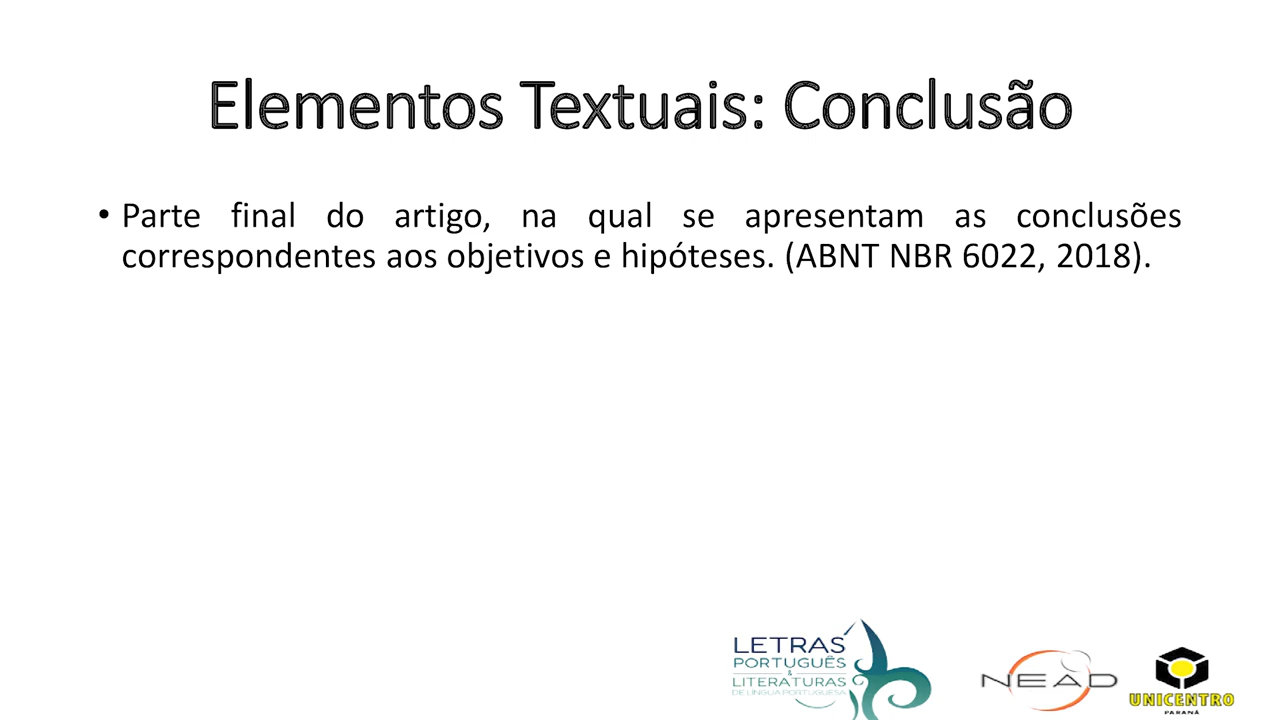 Elementos Textuais: Conclusão
• Parte final do artigo, na qual se apresentam as conclusões
correspondentes aos objetivos e hipóteses. (ABNT NBR 6022, 2018).
LETRAS
PORTUGUÊS
&
LITERATURAS
DE LÍNGUA PORTUGUESA
NEAD
UNICENTRO
PARANÁ